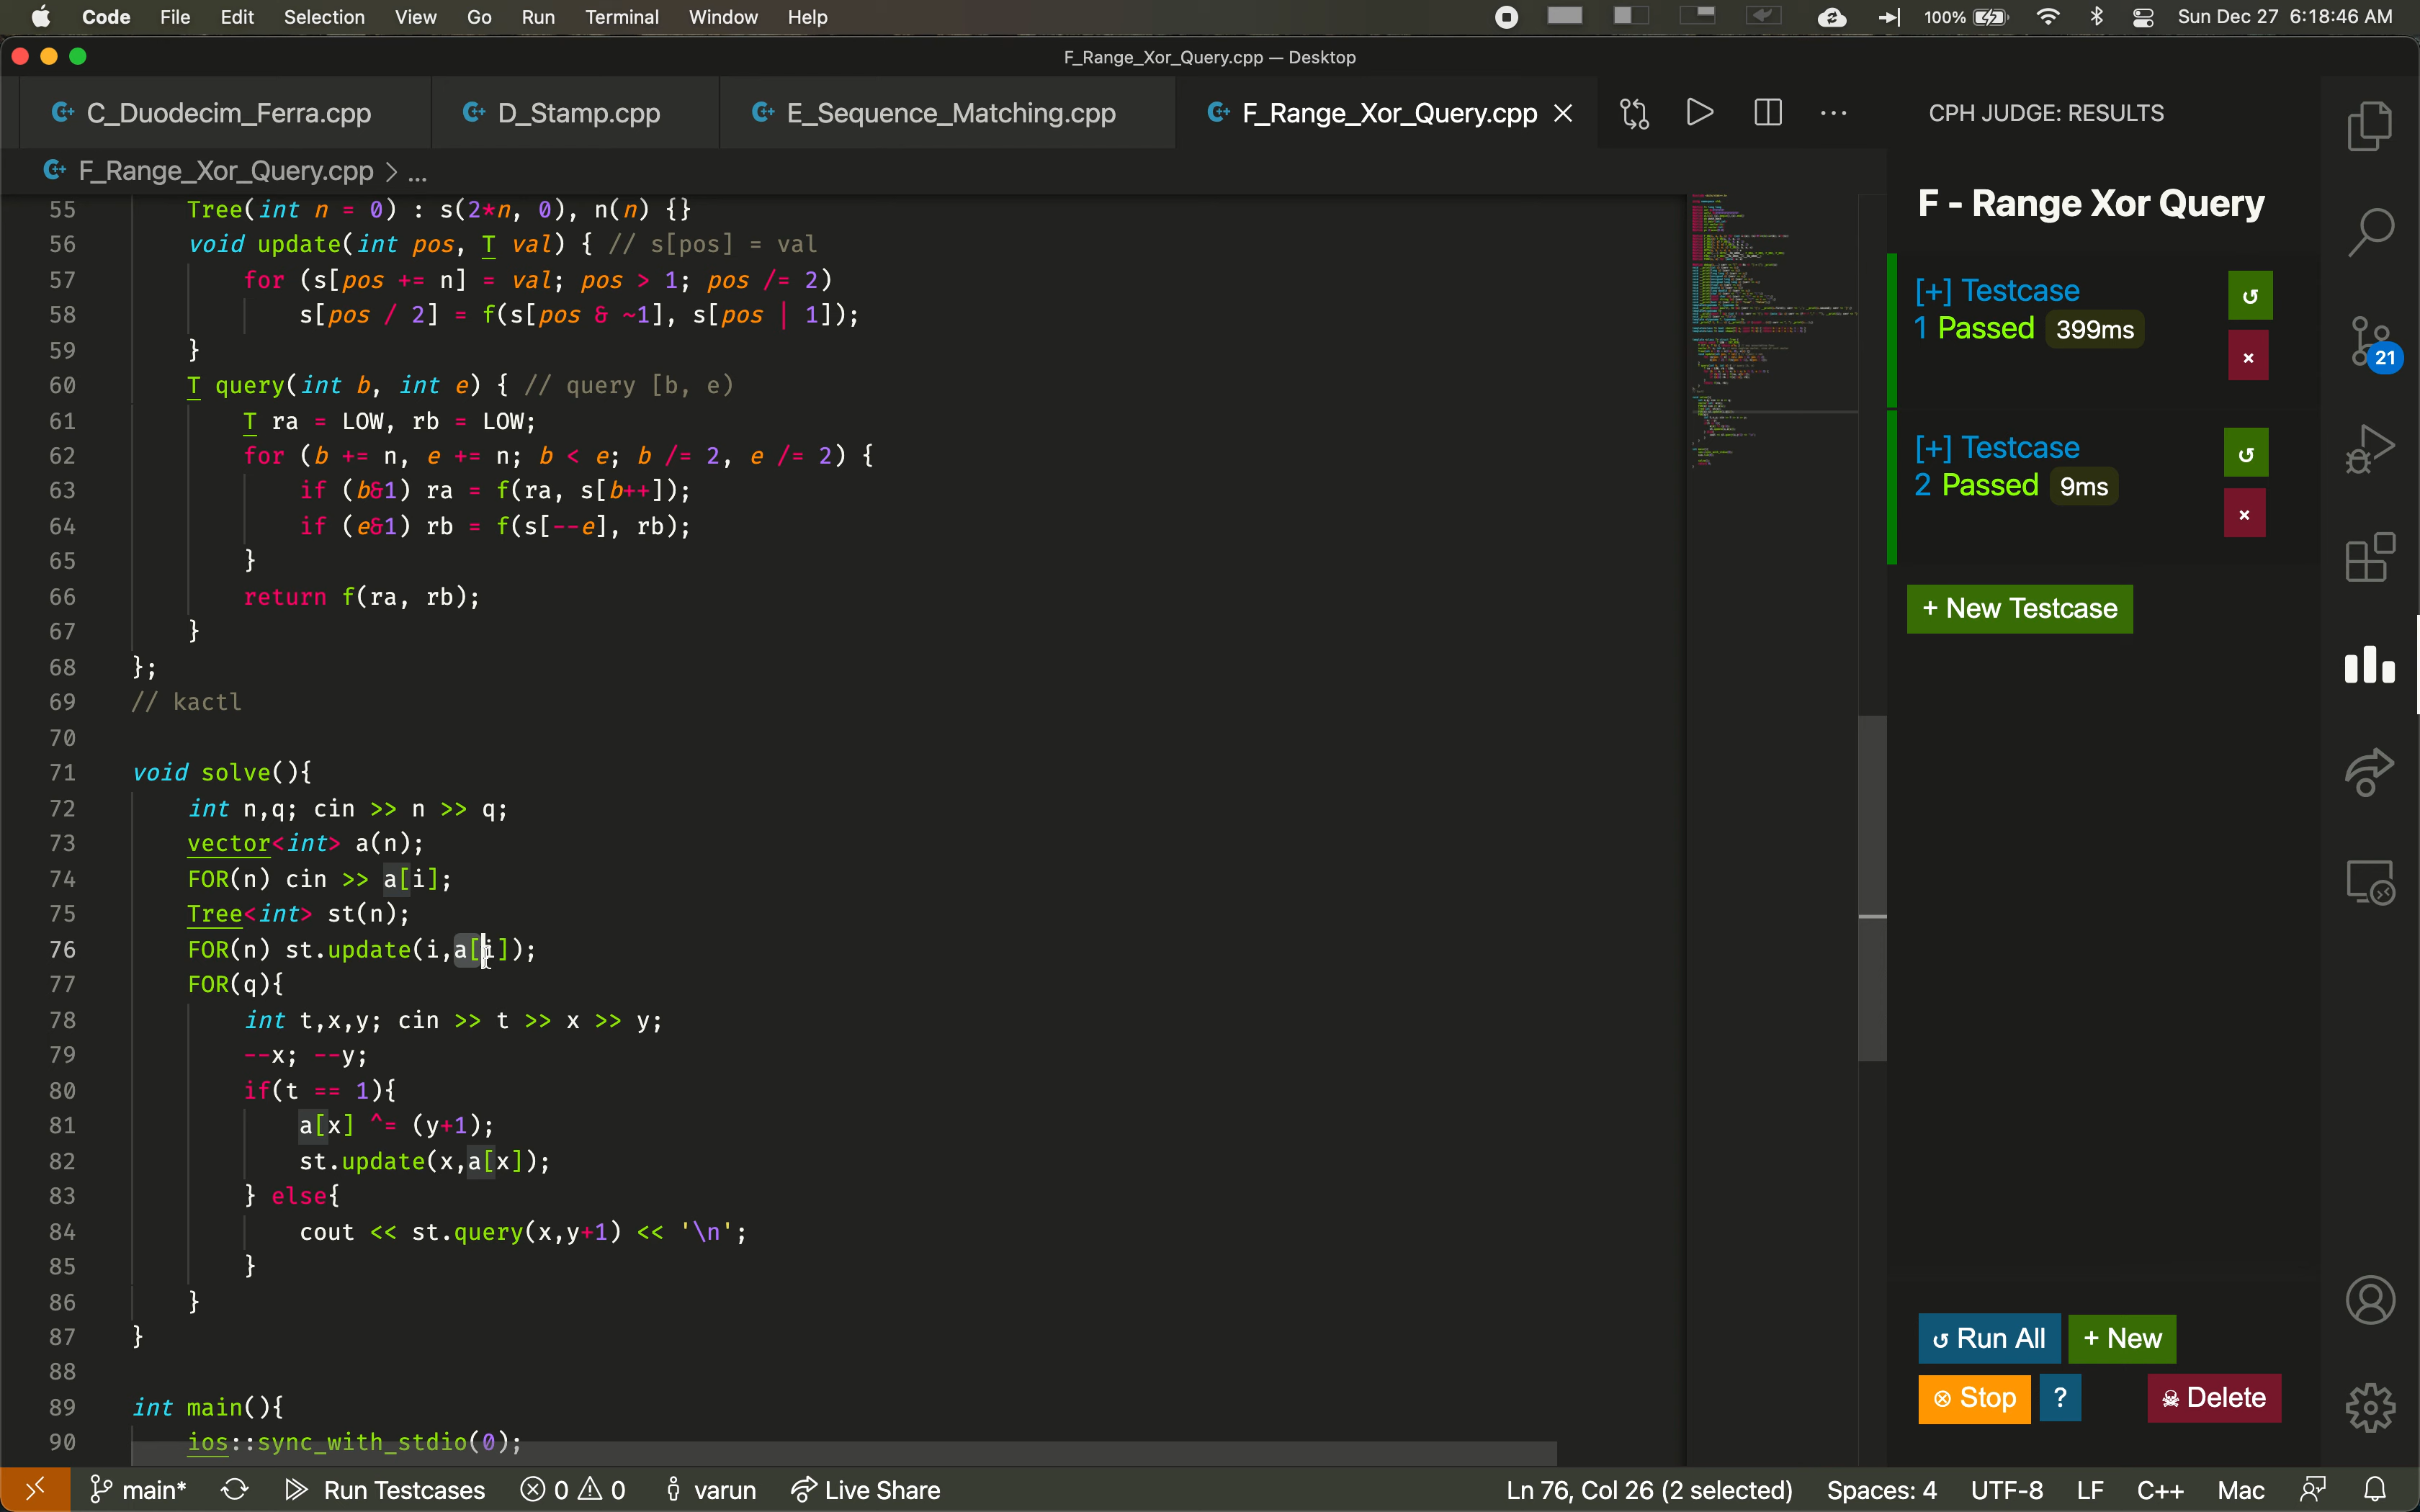 Code File Edit Selection View Go Run Terminal Window Help 100% Sun Dec 27 6:18:46 AM
F_Range_Xor_Query.cpp — Desktop
C_Duodecim_Ferra.cpp D_Stamp.cpp E_Sequence_Matching.cpp F_Range_Xor_Query.cpp
F_Range_Xor_Query.cpp > ...
55 Tree(int n = 0) : s(2*n, 0), n(n) {}
56 void update(int pos, T val) { // s[pos] = val
57 for (s[pos += n] = val; pos > 1; pos /= 2)
58 s[pos / 2] = f(s[pos & ~1], s[pos | 1]);
59 }
60 T query(int b, int e) { // query [b, e)
61 T ra = LOW, rb = LOW;
62 for (b += n, e += n; b < e; b /= 2, e /= 2) {
63 if (b&1) ra = f(ra, s[b++]);
64 if (e&1) rb = f(s[--e], rb);
65 }
66 return f(ra, rb);
67 }
68 };
69 // kactl
70
71 void solve(){
72 int n,q; cin >> n >> q;
73 vector<int> a(n);
74 FOR(n) cin >> a[i];
75 Tree<int> st(n);
76 FOR(n) st.update(i,a[i]);
77 FOR(q){
78 int t,x,y; cin >> t >> x >> y;
79 --x; --y;
80 if(t == 1){
81 a[x] ^= (y+1);
82 st.update(x,a[x]);
83 } else{
84 cout << st.query(x,y+1) << '\n';
85 }
86 }
87 }
88
89 int main(){
90 ios::sync_with_stdio(0);
CPH JUDGE: RESULTS
F - Range Xor Query
[+] Testcase
1 Passed 399ms
[+] Testcase
2 Passed 9ms
+ New Testcase
21
Run All + New
Stop ? Delete
main* Run Testcases 0 0 varun Live Share Ln 76, Col 26 (2 selected) Spaces: 4 UTF-8 LF C++ Mac